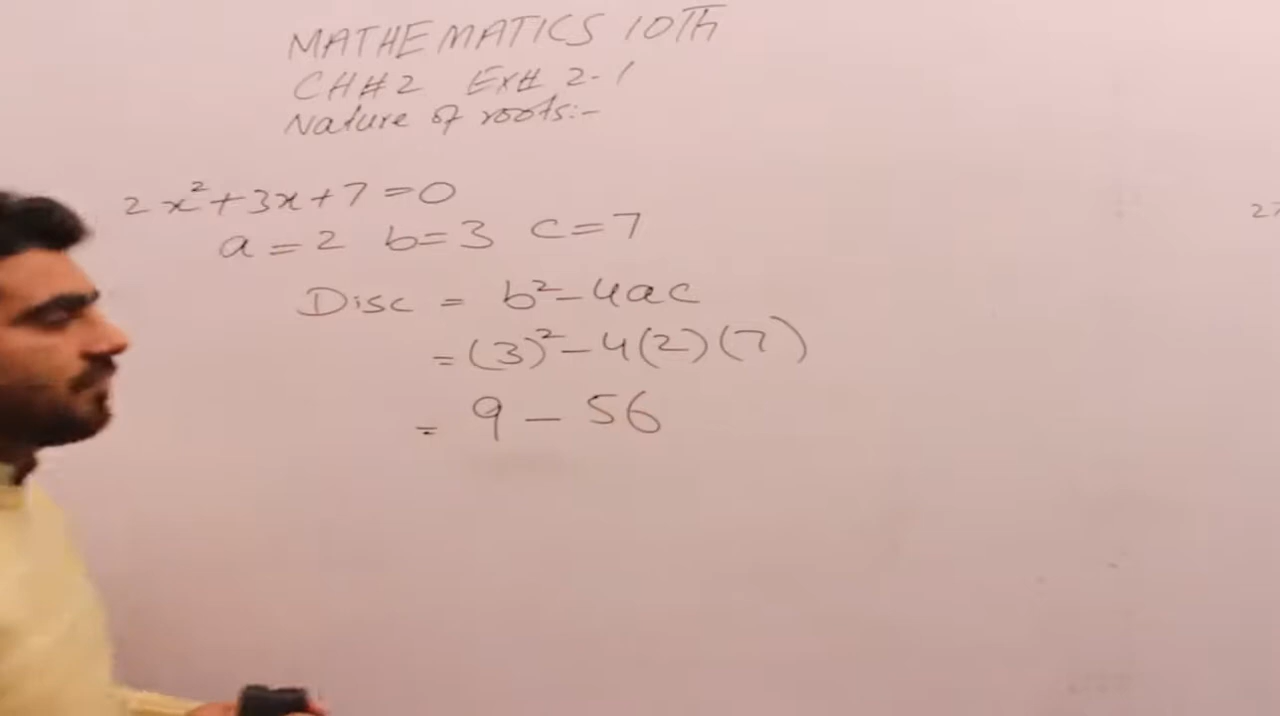 MATHEMATICS 10Th
CH#2 Ex# 2.1
Nature of roots:-
2x²+3x+7=0
a=2 b=3 c=7
Disc = b²-4ac
=(3)²-4(2)(7)
= 9-56